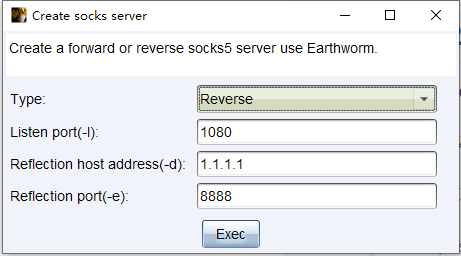 Create socks server
Create a forward or reverse socks5 server use Earthworm.
Type: Reverse
Listen port(-l): 1080
Reflection host address(-d): 1.1.1.1
Reflection port(-e): 8888
Exec